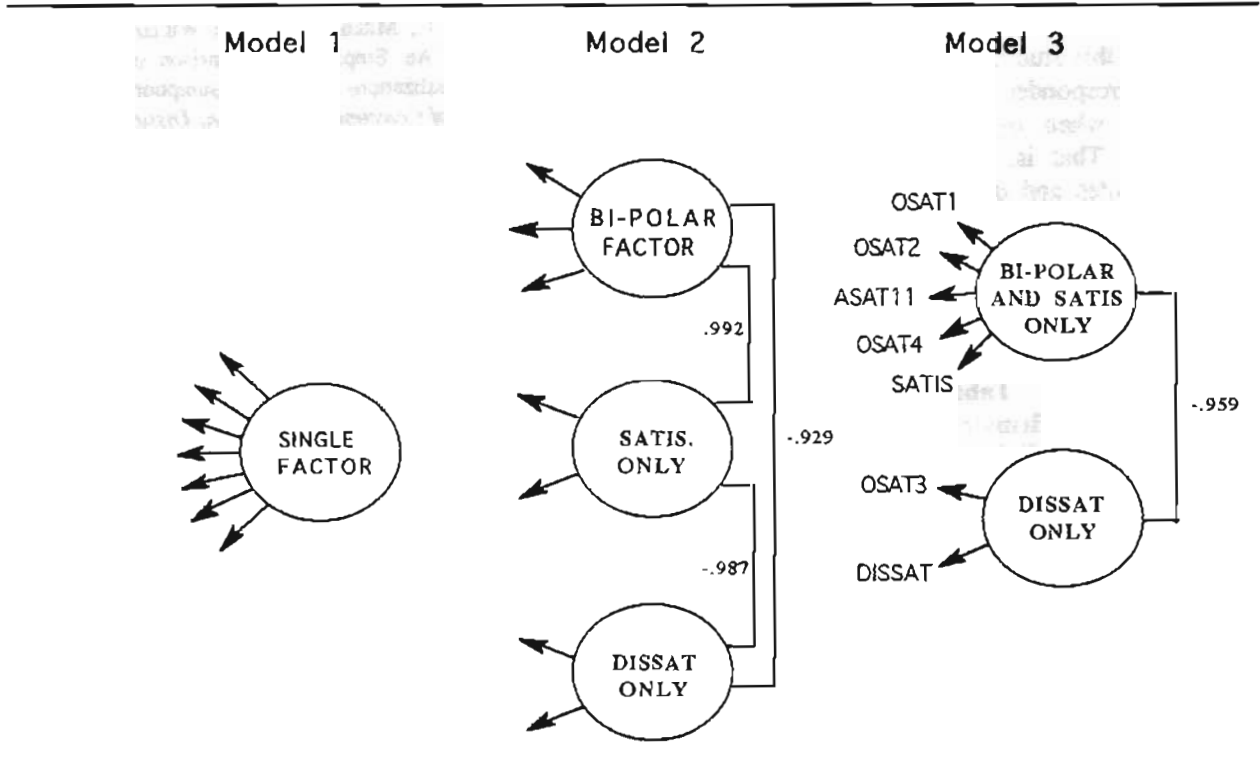 Model 1
Model 2
Model 3
SINGLE
FACTOR
BI-POLAR
FACTOR
.992
SATIS.
ONLY
-.929
-.987
DISSAT
ONLY
OSAT1
OSAT2
ASAT11
OSAT4
SATIS
BI-POLAR
AND SATIS
ONLY
-.959
OSAT3
DISSAT
DISSAT
ONLY